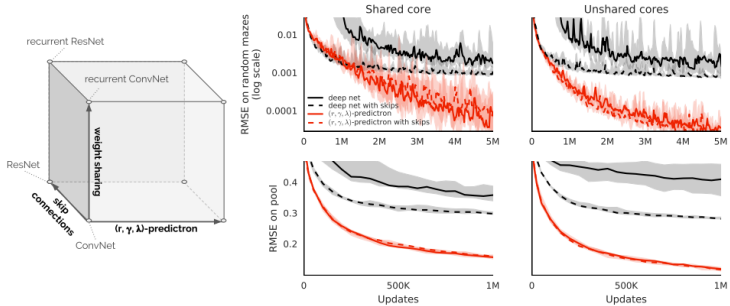 recurrent ResNet
recurrent ConvNet
ResNet
weight sharing
skip
connections
(r, γ, λ)-predictron
ConvNet
Shared core
Unshared cores
RMSE on random mazes
(log scale)
0.01
0.001
0.0001
deep net
deep net with skips
(r, γ, λ)-predictron
(r, γ, λ)-predictron with skips
0 1M 2M 3M 4M 5M
0 1M 2M 3M 4M 5M
RMSE on pool
0.4
0.3
0.2
0 500K 1M
Updates
0 500K 1M
Updates